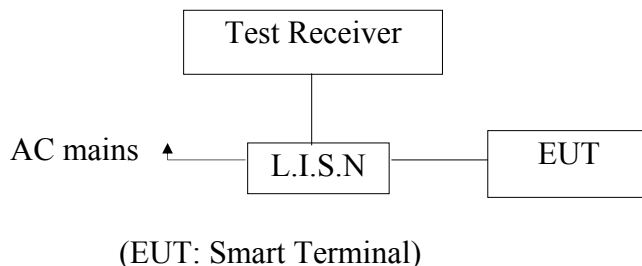 Test Receiver
AC mains
L.I.S.N
EUT
(EUT: Smart Terminal)